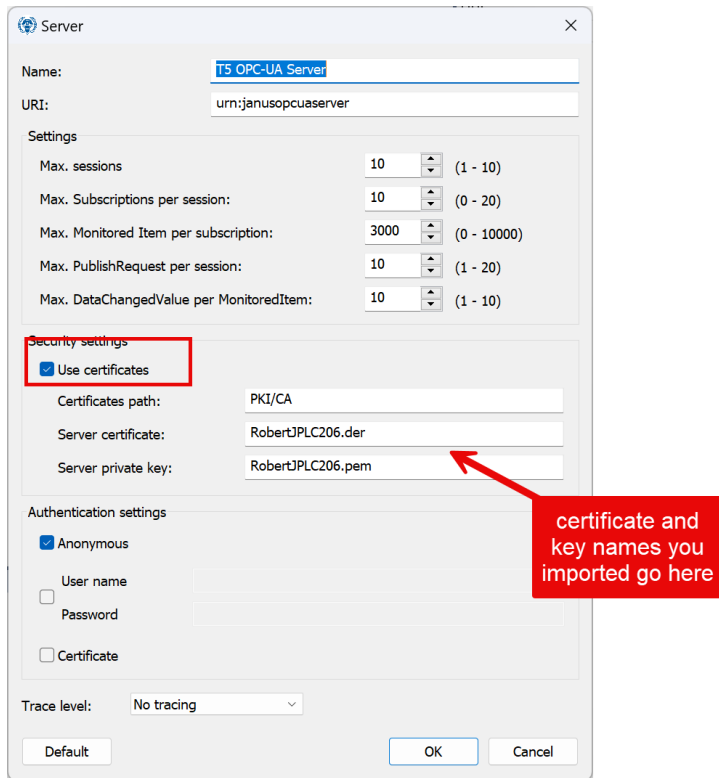 Server
Name: T5 OPC-UA Server
URI: urn:janusopcuaserver
Settings
Max. sessions 10 (1 - 10)
Max. Subscriptions per session: 10 (0 - 20)
Max. Monitored Item per subscription: 3000 (0 - 10000)
Max. PublishRequest per session: 10 (1 - 20)
Max. DataChangedValue per MonitoredItem: 10 (1 - 10)
Security settings
Use certificates
Certificates path: PKI/CA
Server certificate: RobertJPLC206.der
Server private key: RobertJPLC206.pem
certificate and
key names you
imported go here
Authentication settings
Anonymous
User name
Password
Certificate
Trace level: No tracing
Default OK Cancel